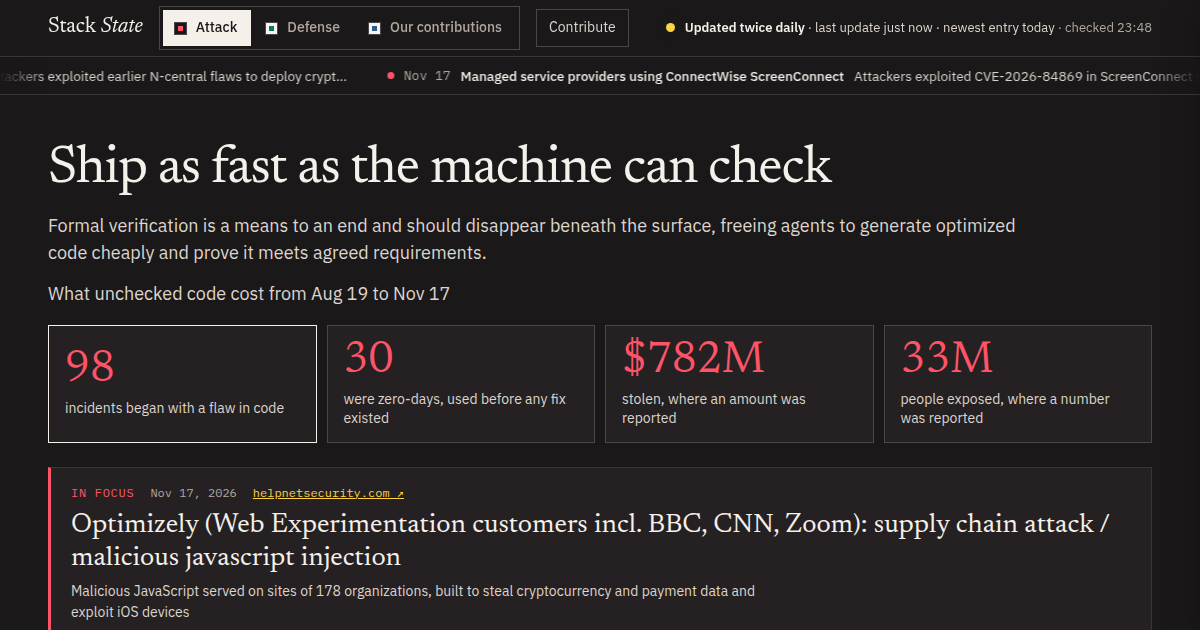 Stack State
Attack
Defense
Our contributions
Contribute
Updated twice daily · last update just now · newest entry today · checked 23:48
ackers exploited earlier N-central flaws to deploy crypt…
Nov 17 Managed service providers using ConnectWise ScreenConnect Attackers exploited CVE-2026-84869 in ScreenConnect
Ship as fast as the machine can check
Formal verification is a means to an end and should disappear beneath the surface, freeing agents to generate optimized
code cheaply and prove it meets agreed requirements.
What unchecked code cost from Aug 19 to Nov 17
98
incidents began with a flaw in code
30
were zero-days, used before any fix
existed
$782M
stolen, where an amount was
reported
33M
people exposed, where a number
was reported
IN FOCUS Nov 17, 2026 helpnetsecurity.com ↗
Optimizely (Web Experimentation customers incl. BBC, CNN, Zoom): supply chain attack /
malicious javascript injection
Malicious JavaScript served on sites of 178 organizations, built to steal cryptocurrency and payment data and
exploit iOS devices